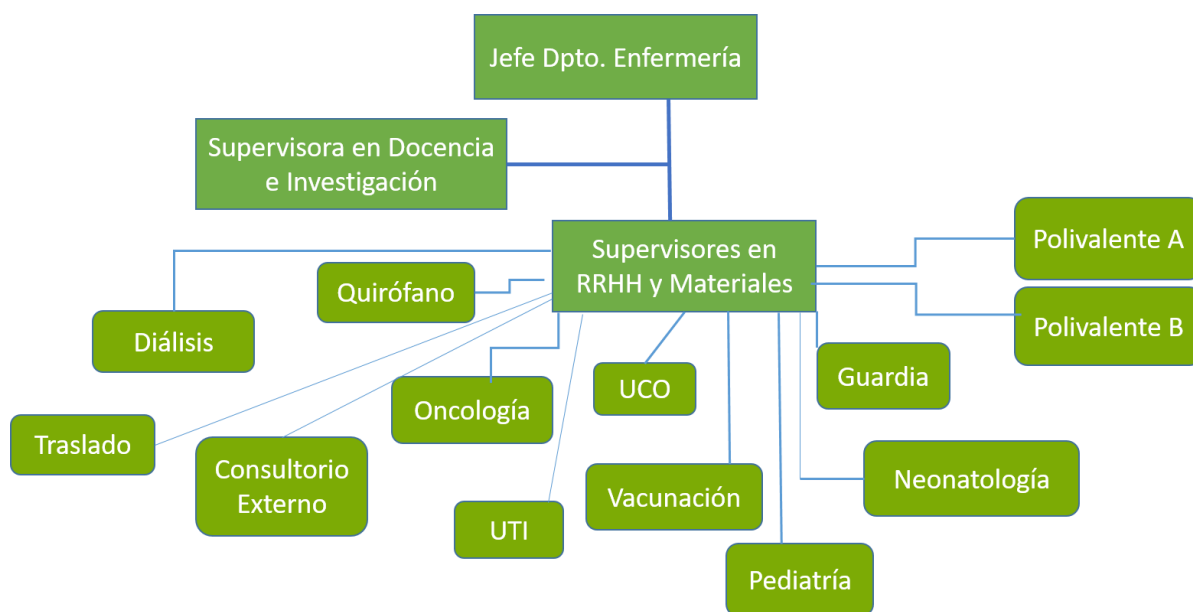 Jefe Dpto. Enfermería
Supervisora en Docencia
e Investigación
Supervisores en
RRHH y Materiales
Polivalente A
Polivalente B
Quirófano
Diálisis
Guardia
UCO
Oncología
Traslado
Consultorio
Externo
Neonatología
Vacunación
UTI
Pediatría